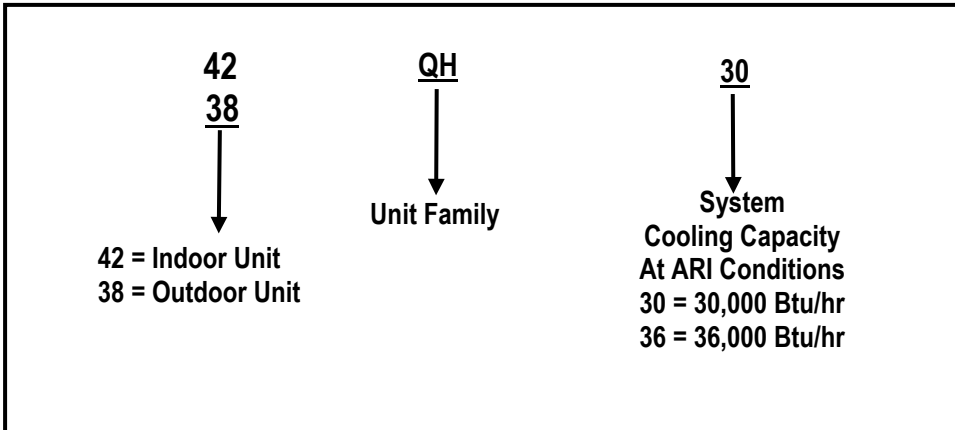 42
38
QH
30
Unit Family
42 = Indoor Unit
38 = Outdoor Unit
System
Cooling Capacity
At ARI Conditions
30 = 30,000 Btu/hr
36 = 36,000 Btu/hr